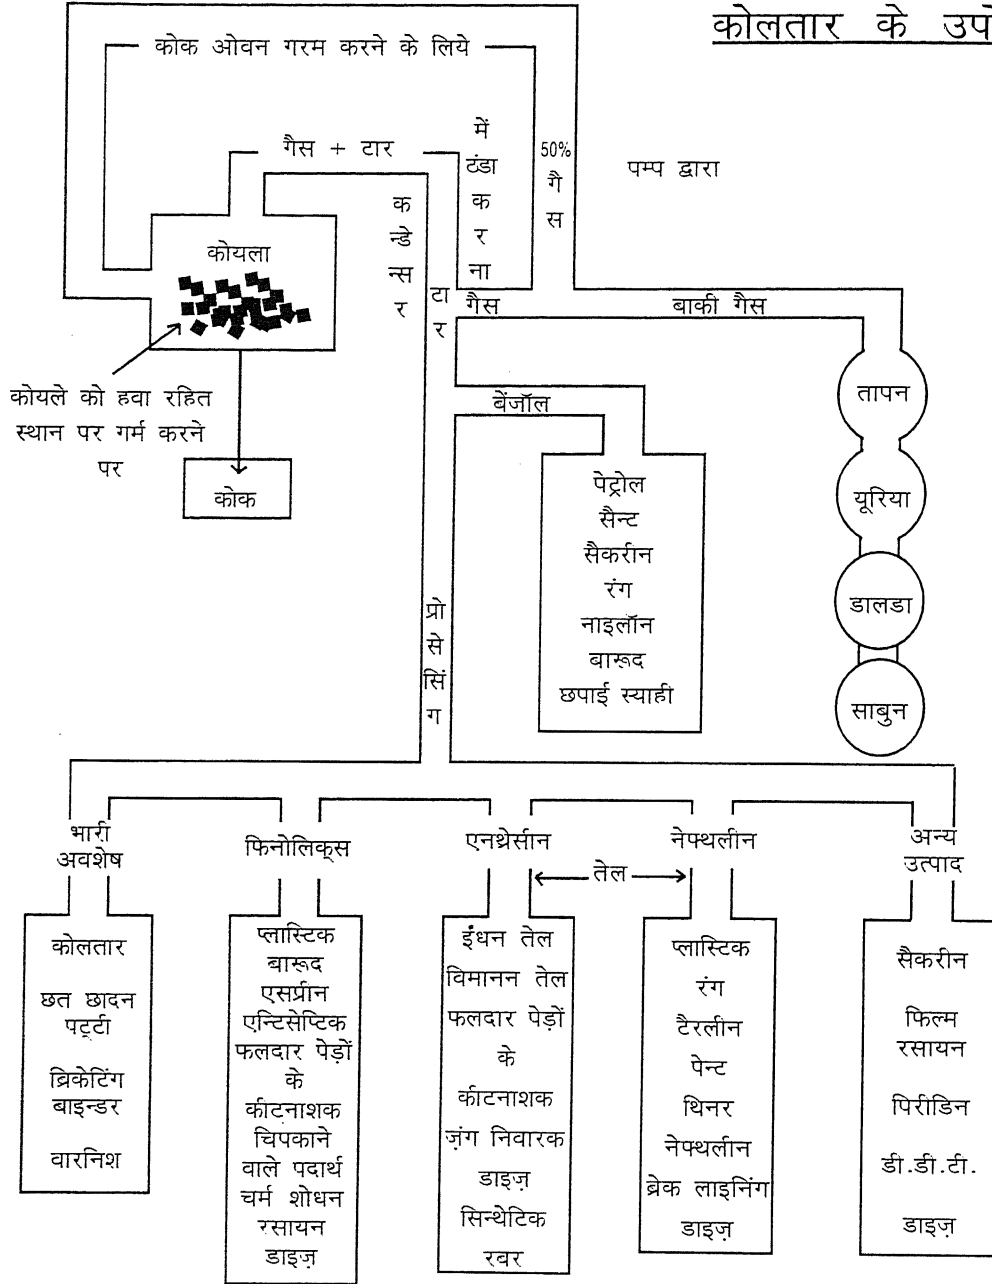 कोलतार के
कोक ओवन गरम करने के लिये
गैस + टार
में ठंडा करना
50% गैस
पम्प द्वारा
कन्डेन्सर
कोयला
टार
गैस
बाकी गैस
कोयले को हवा रहित
स्थान पर गर्म करने
पर
कोक
बेंजॉल
तापन
यूरिया
डालडा
साबुन
पेट्रोल
सैन्ट
सैकरीन
रंग
नाइलॉन
बारूद
छपाई स्याही
प्रोसेसिंग
भारी
अवशेष
फिनोलिक्स
एनथ्रेसीन
तेल
नेफ्थलीन
अन्य
उत्पाद
कोलतार
छत छादन
पट्टी
ब्रिकेटिंग
बाइन्डर
वारनिश
प्लास्टिक
बारूद
एसप्रीन
एन्टिसेप्टिक
फलदार पेड़ों
के
कीटनाशक
चिपकाने
वाले पदार्थ
चर्म शोधन
रसायन
डाइज़
ईंधन तेल
विमानन तेल
फलदार पेड़ों
के
कीटनाशक
ज़ंग निवारक
डाइज़
सिन्थेटिक
रबर
प्लास्टिक
रंग
टैरलीन
पेन्ट
थिनर
नेफ्थलीन
ब्रेक लाइनिंग
डाइज़
सैकरीन
फिल्म
रसायन
पिरीडिन
डी.डी.टी.
डाइज़